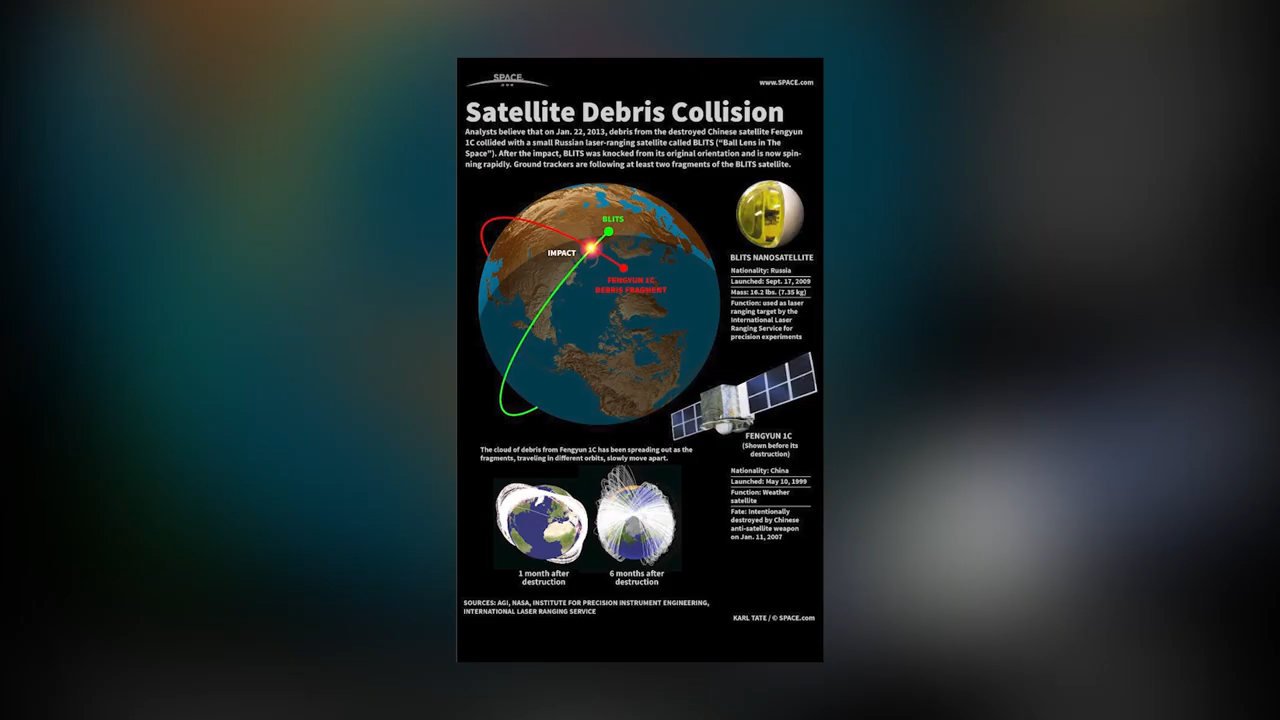 SPACE
www.SPACE.com
Satellite Debris Collision
Analysts believe that on Jan. 22, 2013, debris from the destroyed Chinese satellite Fengyun
1C collided with a small Russian laser-ranging satellite called BLITS (“Ball Lens in The
Space”). After the impact, BLITS was knocked from its original orientation and is now spin-
ning rapidly. Ground trackers are following at least two fragments of the BLITS satellite.
BLITS
IMPACT
FENGYUN 1C
DEBRIS FRAGMENT
BLITS NANOSATELLITE
Nationality: Russia
Launched: Sept. 17, 2009
Mass: 16.2 lbs. (7.35 kg)
Function: used as laser
ranging target by the
International Laser
Ranging Service for
precision experiments
FENGYUN 1C
(Shown before its
destruction)
Nationality: China
Launched: May 10, 1999
Function: Weather
satellite
Fate: Intentionally
destroyed by Chinese
anti-satellite weapon
on Jan. 11, 2007
The cloud of debris from Fengyun 1C has been spreading out as the
fragments, traveling in different orbits, slowly move apart.
1 month after
destruction
6 months after
destruction
SOURCES: AGI, NASA, INSTITUTE FOR PRECISION INSTRUMENT ENGINEERING,
INTERNATIONAL LASER RANGING SERVICE
KARL TATE / © SPACE.com